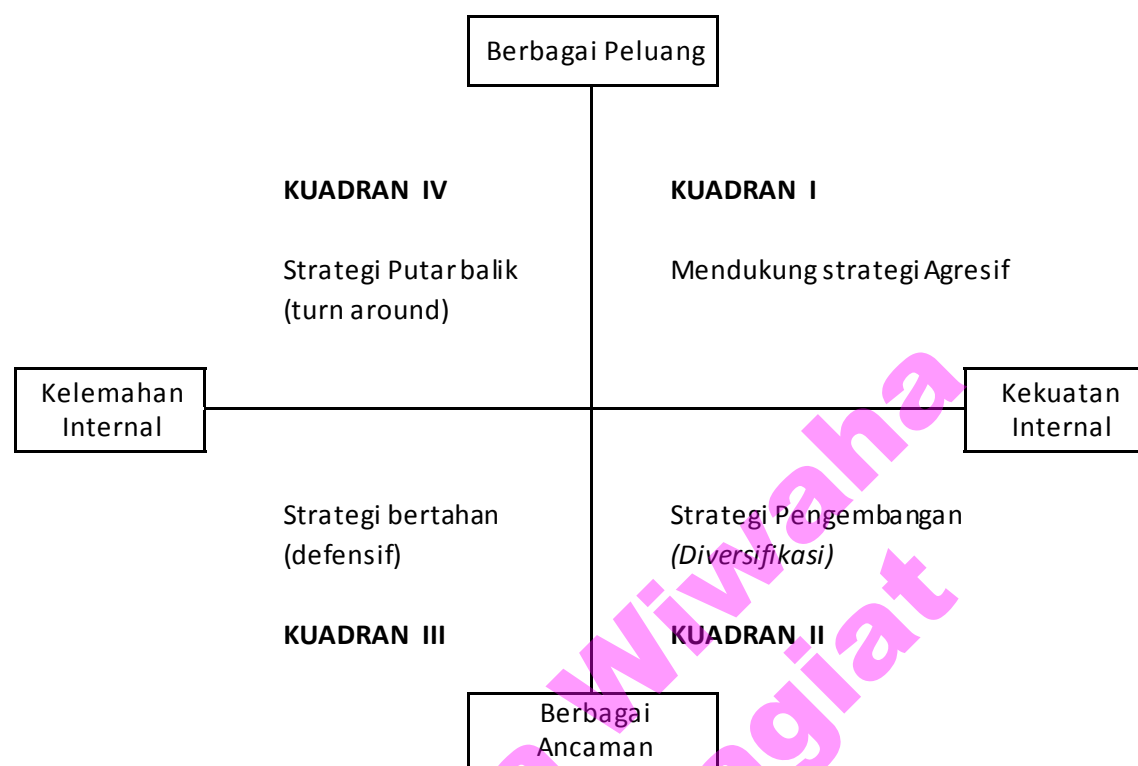 Berbagai Peluang
KUADRAN IV
KUADRAN I
Strategi Putar balik
(turn around)
Mendukung strategi Agresif
Kelemahan
Internal
Kekuatan
Internal
Strategi bertahan
(defensif)
Strategi Pengembangan
(Diversifikasi)
KUADRAN III
KUADRAN II
Berbagai
Ancaman
Wiwaha